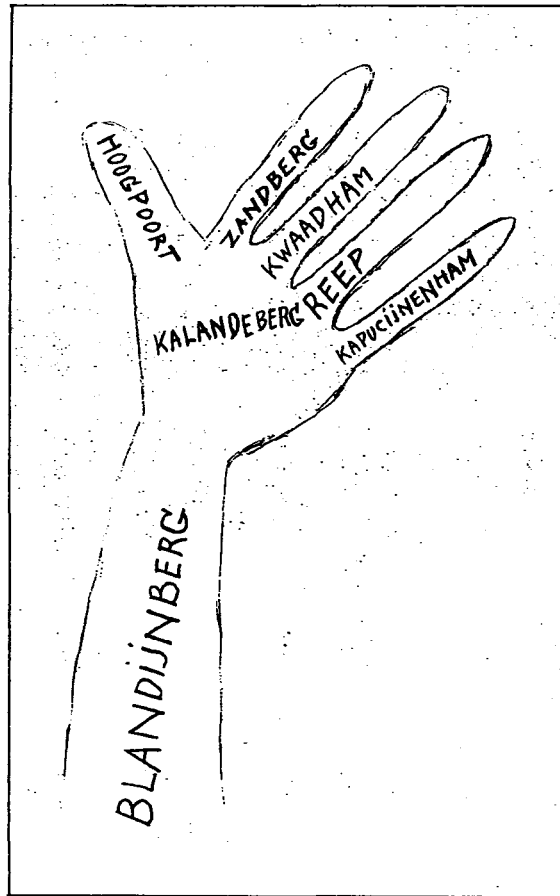 HOOGPOORT
ZANDBERG
KWAADHAM
REEP
KAPUCIJNENHAM
KALANDEBERG
BLANDIJNBERG